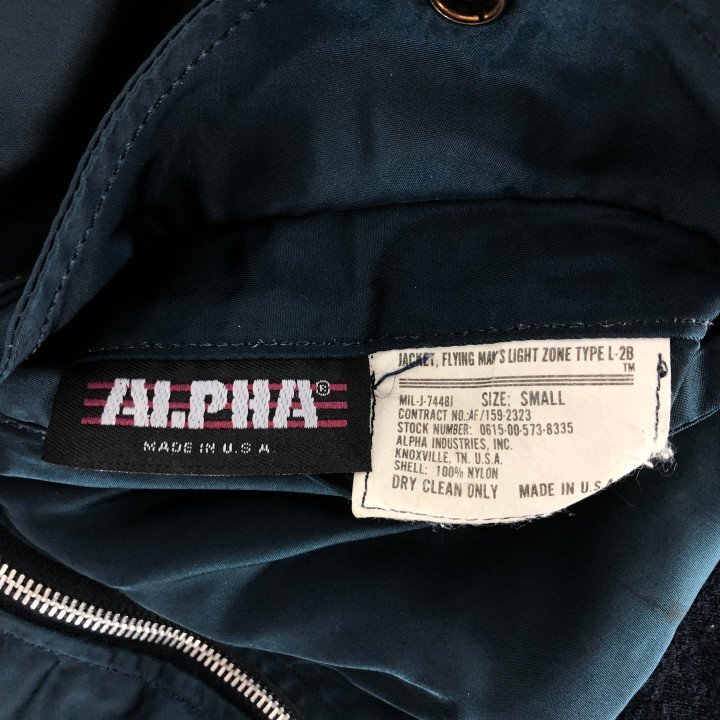 ALPHA®
MADE IN U.S.A.
JACKET, FLYING MAN'S LIGHT ZONE TYPE L-2B
TM
MIL-J-7448J SIZE: SMALL
CONTRACT NO.:AF/159-2323
STOCK NUMBER: 0615-00-573-8335
ALPHA INDUSTRIES, INC.
KNOXVILLE, TN. U.S.A.
SHELL: 100% NYLON
DRY CLEAN ONLY MADE IN U.S.A